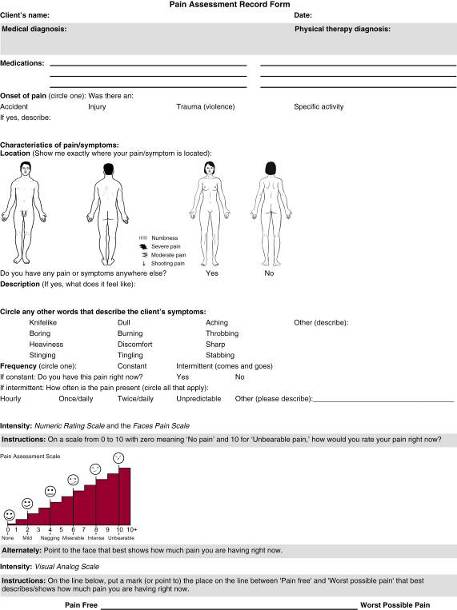 Pain Assessment Record Form
Client's name: Date:
Medical diagnosis: Physical therapy diagnosis:
Medications:
Onset of pain (circle one): Was there an:
Accident Injury Trauma (violence) Specific activity
If yes, describe:
Characteristics of pain/symptoms:
Location (Show me exactly where your pain/symptom is located):
Numbness
Severe pain
Moderate pain
Shooting pain
Do you have any pain or symptoms anywhere else? Yes No
Description (If yes, what does it feel like):
Circle any other words that describe the client's symptoms:
Knifelike Dull Aching Other (describe):
Boring Burning Throbbing
Heaviness Discomfort Sharp
Stinging Tingling Stabbing
Frequency (circle one): Constant Intermittent (comes and goes)
If constant: Do you have this pain right now? Yes No
If intermittent: How often is the pain present (circle all that apply):
Hourly Once/daily Twice/daily Unpredictable Other (please describe):
Intensity: Numeric Rating Scale and the Faces Pain Scale
Instructions: On a scale from 0 to 10 with zero meaning 'No pain' and 10 for 'Unbearable pain,' how would you rate your pain right now?
Pain Assessment Scale
0 1 2 3 4 5 6 7 8 9 10 10+
None Mild Nagging Miserable Intense Unbearable
Alternately: Point to the face that best shows how much pain you are having right now.
Intensity: Visual Analog Scale
Instructions: On the line below, put a mark (or point to) the place on the line between 'Pain free' and 'Worst possible pain' that best
describes/shows how much pain you are having right now.
Pain Free Worst Possible Pain